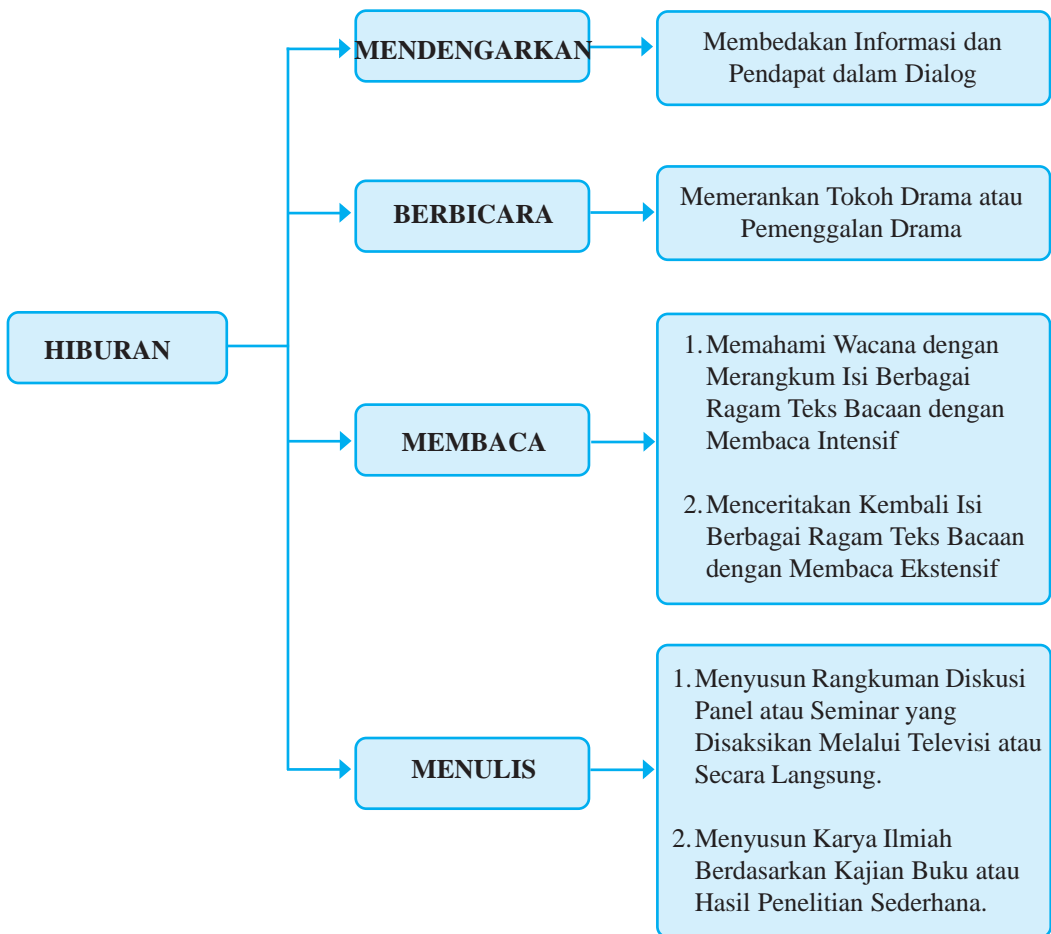 MENDENGARKAN
Membedakan Informasi dan
Pendapat dalam Dialog
BERBICARA
Memerankan Tokoh Drama atau
Pemenggalan Drama
HIBURAN
MEMBACA
1. Memahami Wacana dengan
Merangkum Isi Berbagai
Ragam Teks Bacaan dengan
Membaca Intensif
2. Menceritakan Kembali Isi
Berbagai Ragam Teks Bacaan
dengan Membaca Ekstensif
MENULIS
1. Menyusun Rangkuman Diskusi
Panel atau Seminar yang
Disaksikan Melalui Televisi atau
Secara Langsung.
2. Menyusun Karya Ilmiah
Berdasarkan Kajian Buku atau
Hasil Penelitian Sederhana.